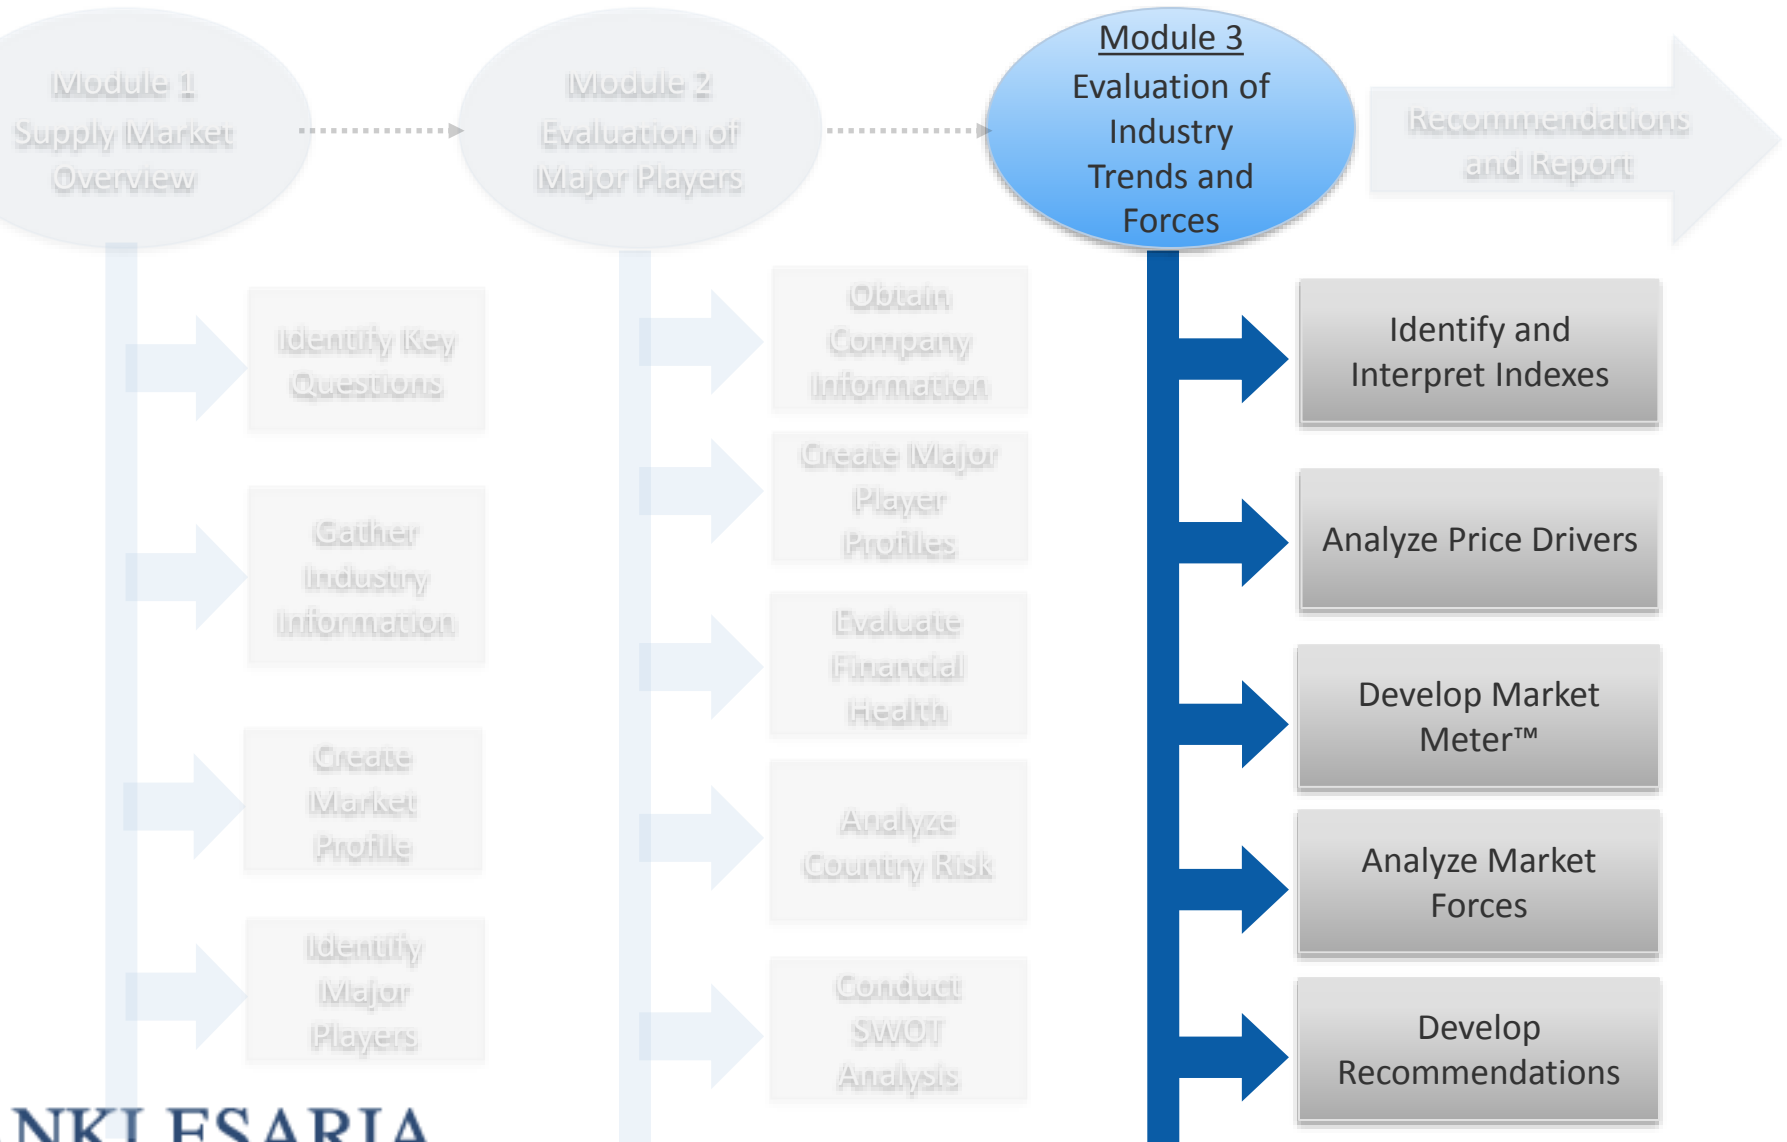 Module 1
Supply Market
Overview
Module 2
Evaluation of
Major Players
Module 3
Evaluation of
Industry
Trends and
Forces
Recommendations
and Report
Identify Key
Questions
Gather
Industry
Information
Create
Market
Profile
Identify
Major
Players
Obtain
Company
Information
Create Major
Player
Profiles
Evaluate
Financial
Health
Analyze
Country Risk
Conduct
SWOT
Analysis
Identify and
Interpret Indexes
Analyze Price Drivers
Develop Market
Meter™
Analyze Market
Forces
Develop
Recommendations
ANKLESARIA